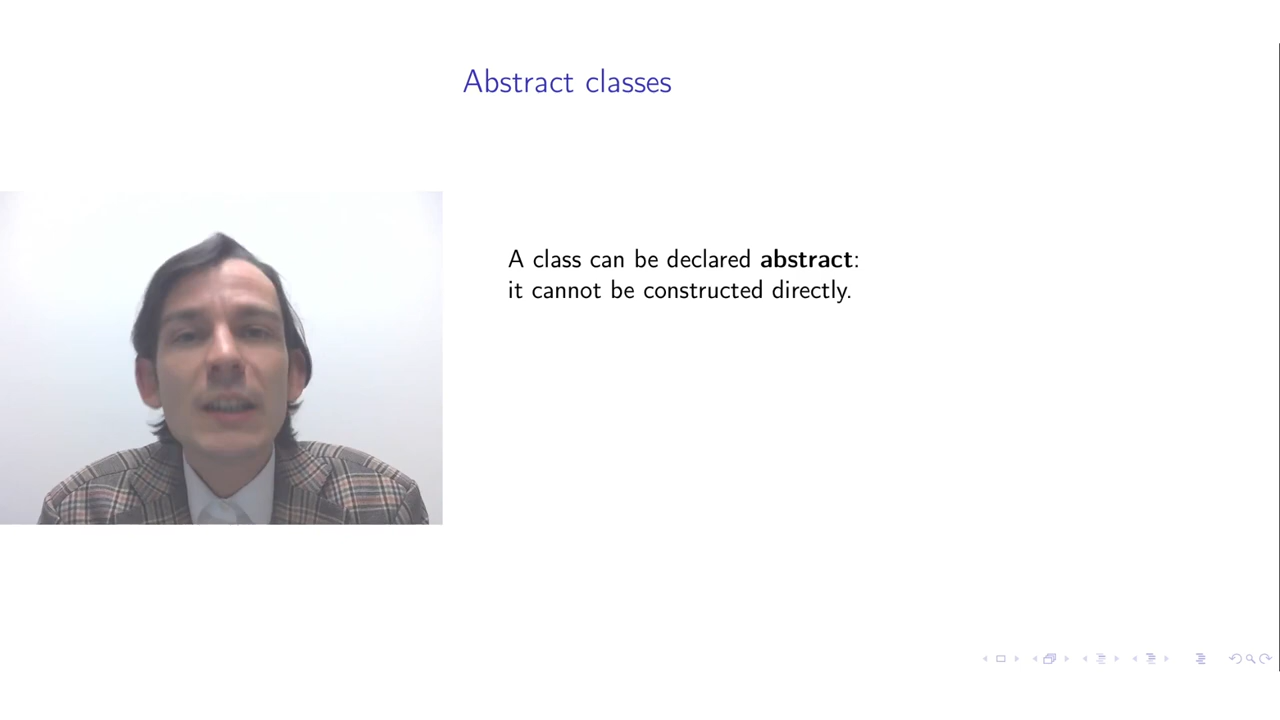 Abstract classes
A class can be declared abstract:
it cannot be constructed directly.